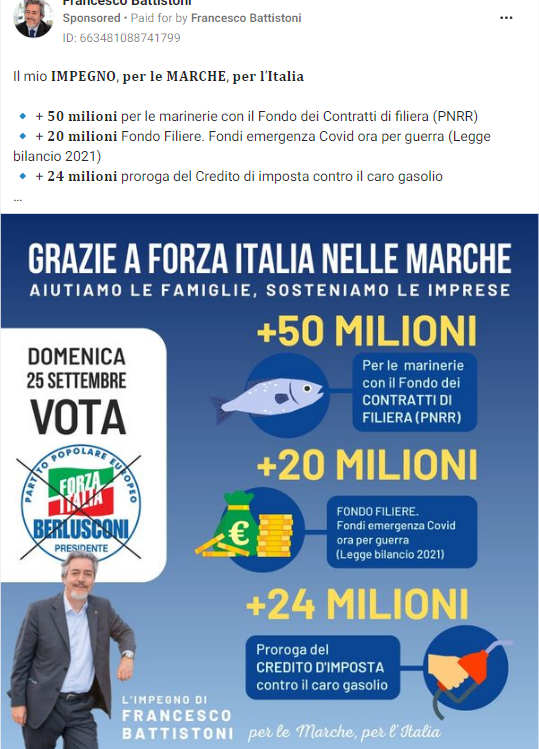 Francesco Battistoni
Sponsored • Paid for by Francesco Battistoni
ID: 663481088741799
Il mio IMPEGNO, per le MARCHE, per l'Italia
🔹 + 50 milioni per le marinerie con il Fondo dei Contratti di filiera (PNRR)
🔹 + 20 milioni Fondo Filiere. Fondi emergenza Covid ora per guerra (Legge
bilancio 2021)
🔹 + 24 milioni proroga del Credito di imposta contro il caro gasolio
...
GRAZIE A FORZA ITALIA NELLE MARCHE
AIUTIAMO LE FAMIGLIE, SOSTENIAMO LE IMPRESE
DOMENICA
25 SETTEMBRE
VOTA
PARTITO POPOLARE EUROPEO
FORZA
ITALIA
BERLUSCONI
PRESIDENTE
+50 MILIONI
Per le marinerie
con il Fondo dei
CONTRATTI DI
FILIERA (PNRR)
+20 MILIONI
€
FONDO FILIERE.
Fondi emergenza Covid
ora per guerra
(Legge bilancio 2021)
+24 MILIONI
Proroga del
CREDITO D'IMPOSTA
contro il caro gasolio
L'IMPEGNO DI
FRANCESCO
BATTISTONI
per le Marche, per l'Italia